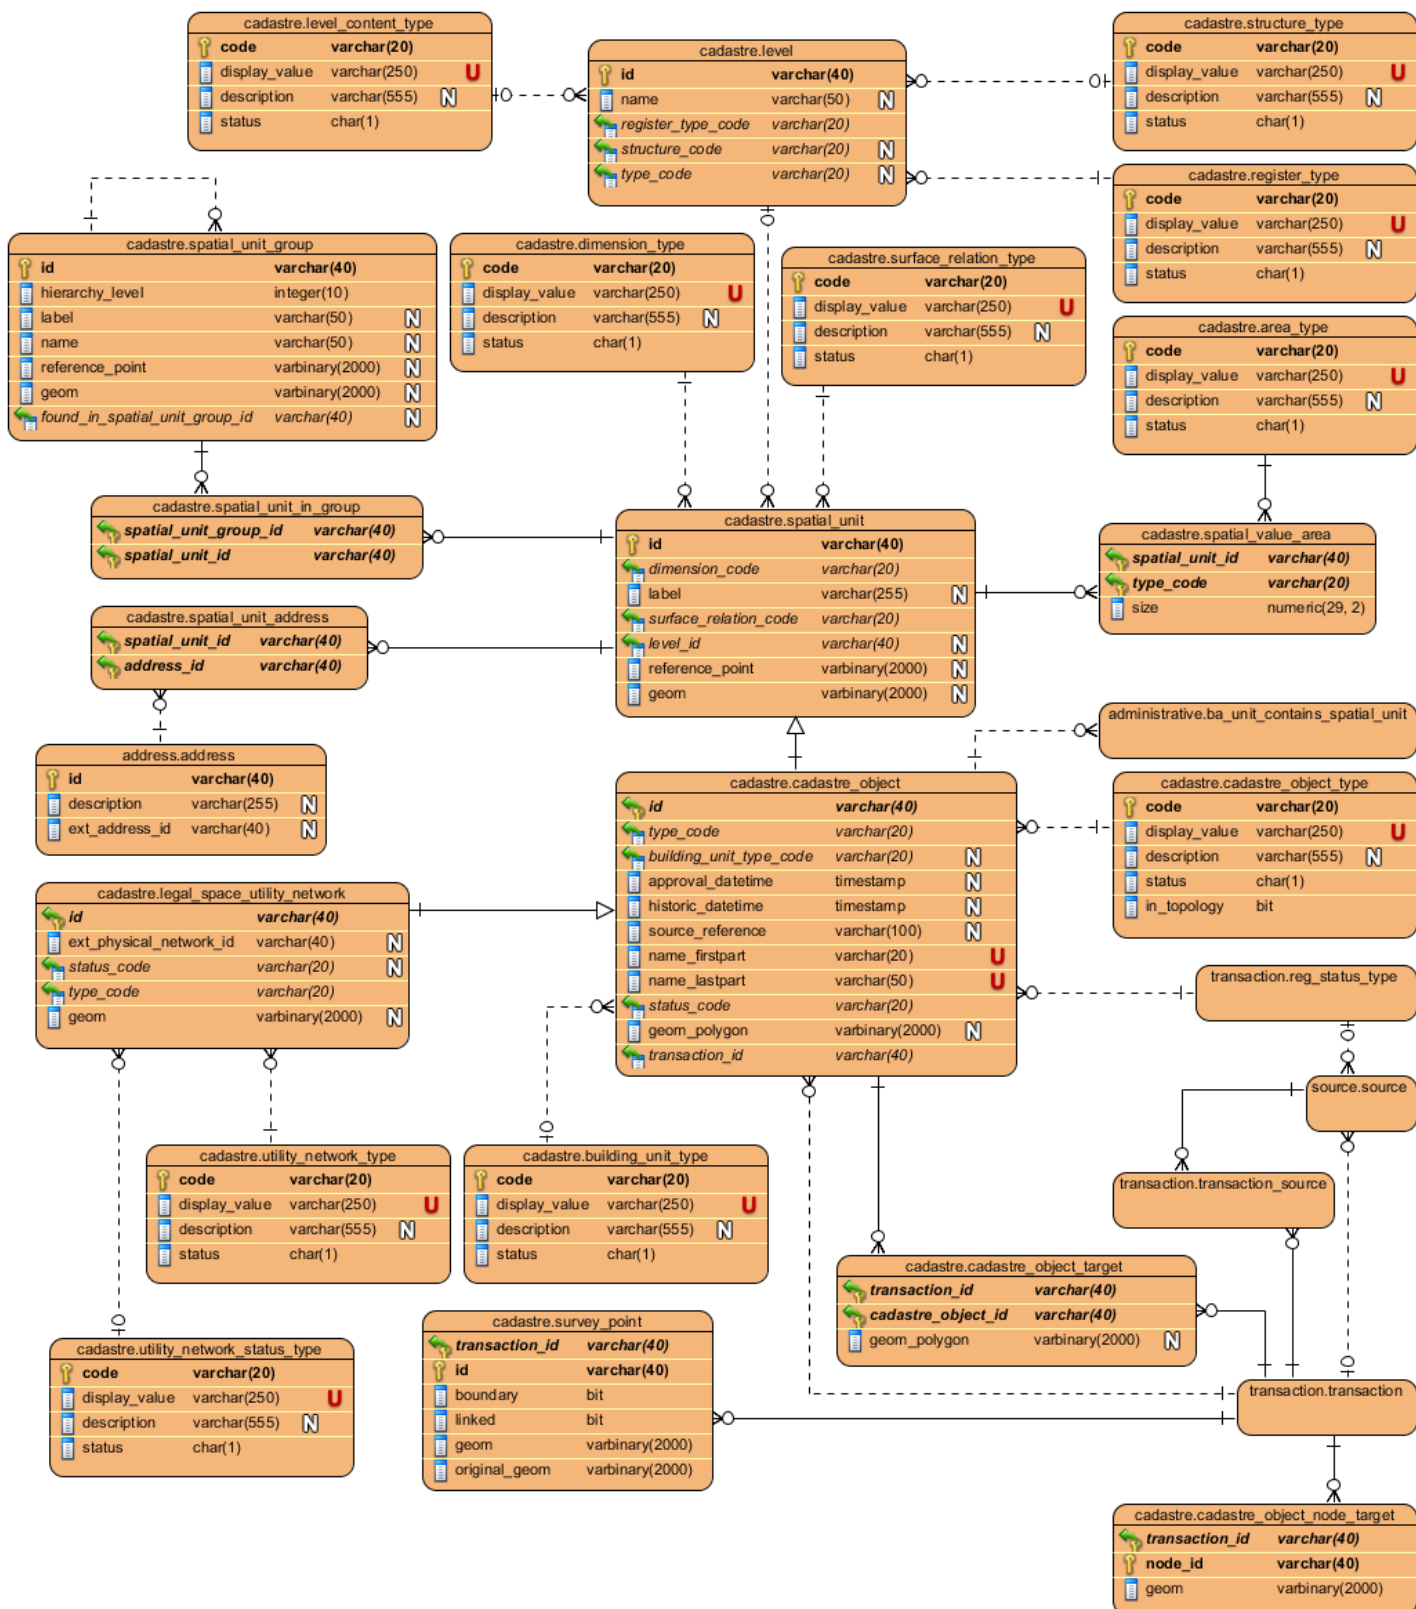 cadastre.level_content_type
code varchar(20)
display_value varchar(250) U
description varchar(555) N
status char(1)
cadastre.level
id varchar(40)
name varchar(50) N
register_type_code varchar(20)
structure_code varchar(20) N
type_code varchar(20) N
cadastre.structure_type
code varchar(20)
display_value varchar(250) U
description varchar(555) N
status char(1)
cadastre.register_type
code varchar(20)
display_value varchar(250) U
description varchar(555) N
status char(1)
cadastre.spatial_unit_group
id varchar(40)
hierarchy_level integer(10)
label varchar(50) N
name varchar(50) N
reference_point varbinary(2000) N
geom varbinary(2000) N
found_in_spatial_unit_group_id varchar(40) N
cadastre.dimension_type
code varchar(20)
display_value varchar(250) U
description varchar(555) N
status char(1)
cadastre.surface_relation_type
code varchar(20)
display_value varchar(250) U
description varchar(555) N
status char(1)
cadastre.area_type
code varchar(20)
display_value varchar(250) U
description varchar(555) N
status char(1)
cadastre.spatial_unit_in_group
spatial_unit_group_id varchar(40)
spatial_unit_id varchar(40)
cadastre.spatial_unit
id varchar(40)
dimension_code varchar(20)
label varchar(255) N
surface_relation_code varchar(20)
level_id varchar(40) N
reference_point varbinary(2000) N
geom varbinary(2000) N
cadastre.spatial_value_area
spatial_unit_id varchar(40)
type_code varchar(20)
size numeric(29, 2)
cadastre.spatial_unit_address
spatial_unit_id varchar(40)
address_id varchar(40)
address.address
id varchar(40)
description varchar(255) N
ext_address_id varchar(40) N
administrative.ba_unit_contains_spatial_unit
cadastre.cadastre_object
id varchar(40)
type_code varchar(20)
building_unit_type_code varchar(20) N
approval_datetime timestamp N
historic_datetime timestamp N
source_reference varchar(100) N
name_firstpart varchar(20) U
name_lastpart varchar(50) U
status_code varchar(20)
geom_polygon varbinary(2000) N
transaction_id varchar(40)
cadastre.cadastre_object_type
code varchar(20)
display_value varchar(250) U
description varchar(555) N
status char(1)
in_topology bit
cadastre.legal_space_utility_network
id varchar(40)
ext_physical_network_id varchar(40) N
status_code varchar(20) N
type_code varchar(20)
geom varbinary(2000) N
transaction.reg_status_type
source.source
transaction.transaction_source
cadastre.utility_network_type
code varchar(20)
display_value varchar(250) U
description varchar(555) N
status char(1)
cadastre.building_unit_type
code varchar(20)
display_value varchar(250) U
description varchar(555) N
status char(1)
cadastre.cadastre_object_target
transaction_id varchar(40)
cadastre_object_id varchar(40)
geom_polygon varbinary(2000) N
cadastre.utility_network_status_type
code varchar(20)
display_value varchar(250) U
description varchar(555) N
status char(1)
cadastre.survey_point
transaction_id varchar(40)
id varchar(40)
boundary bit
linked bit
geom varbinary(2000)
original_geom varbinary(2000)
transaction.transaction
cadastre.cadastre_object_node_target
transaction_id varchar(40)
node_id varchar(40)
geom varbinary(2000)